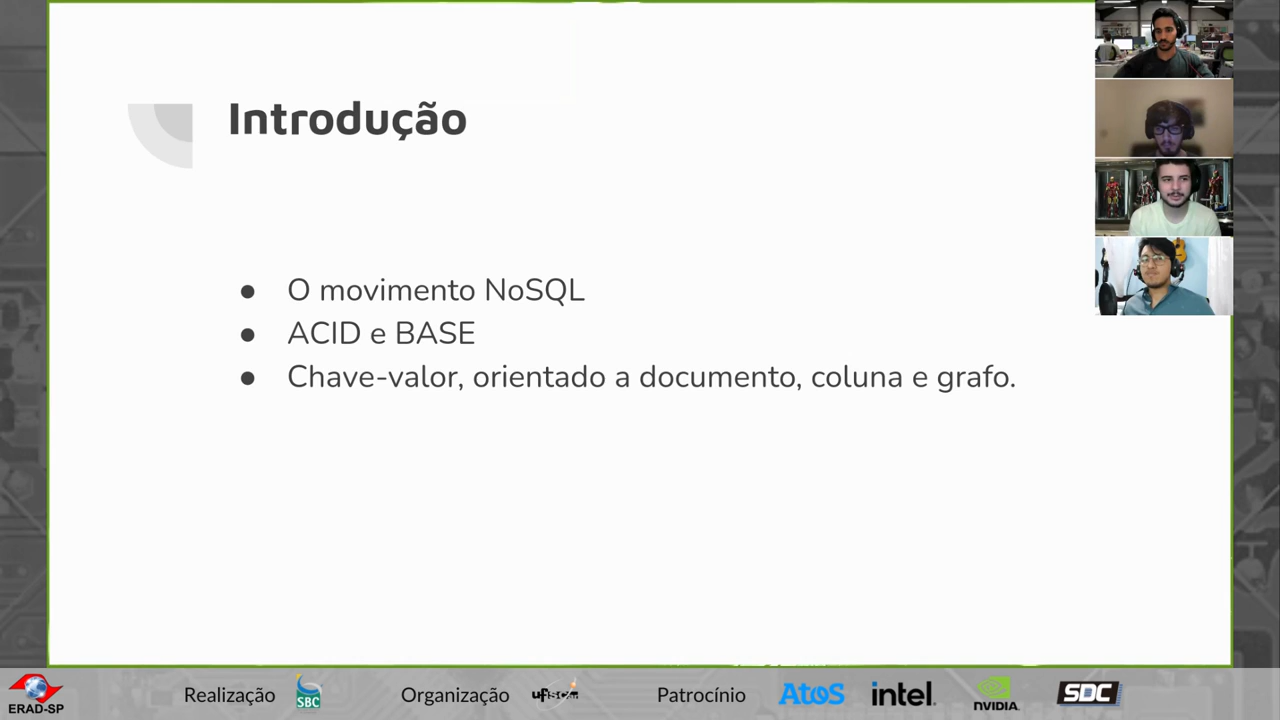 Introdução
● O movimento NoSQL
● ACID e BASE
● Chave-valor, orientado a documento, coluna e grafo.
ERAD-SP
Realização
SBC
Organização
ufscar
Patrocínio
Atos
intel.
NVIDIA.
SDC